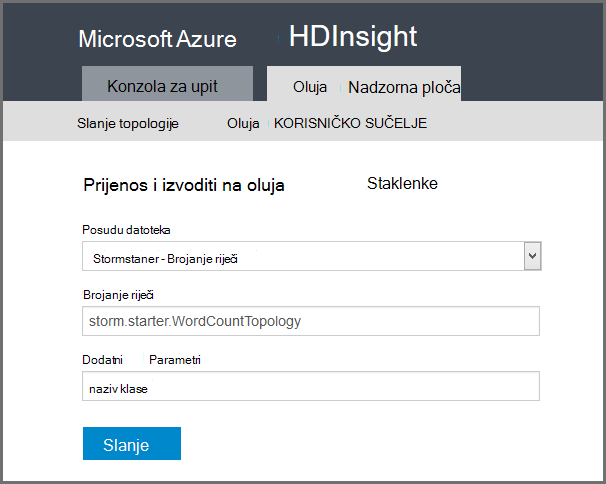 Microsoft Azure HDInsight
Konzola za upit Oluja Nadzorna ploča
Slanje topologije Oluja KORISNIČKO SUČELJE
Prijenos i izvoditi na oluja Staklenke
Posudu datoteka
Stormstaner - Brojanje riječi
Brojanje riječi
storm.starter.WordCountTopology
Dodatni Parametri
naziv klase
Slanje